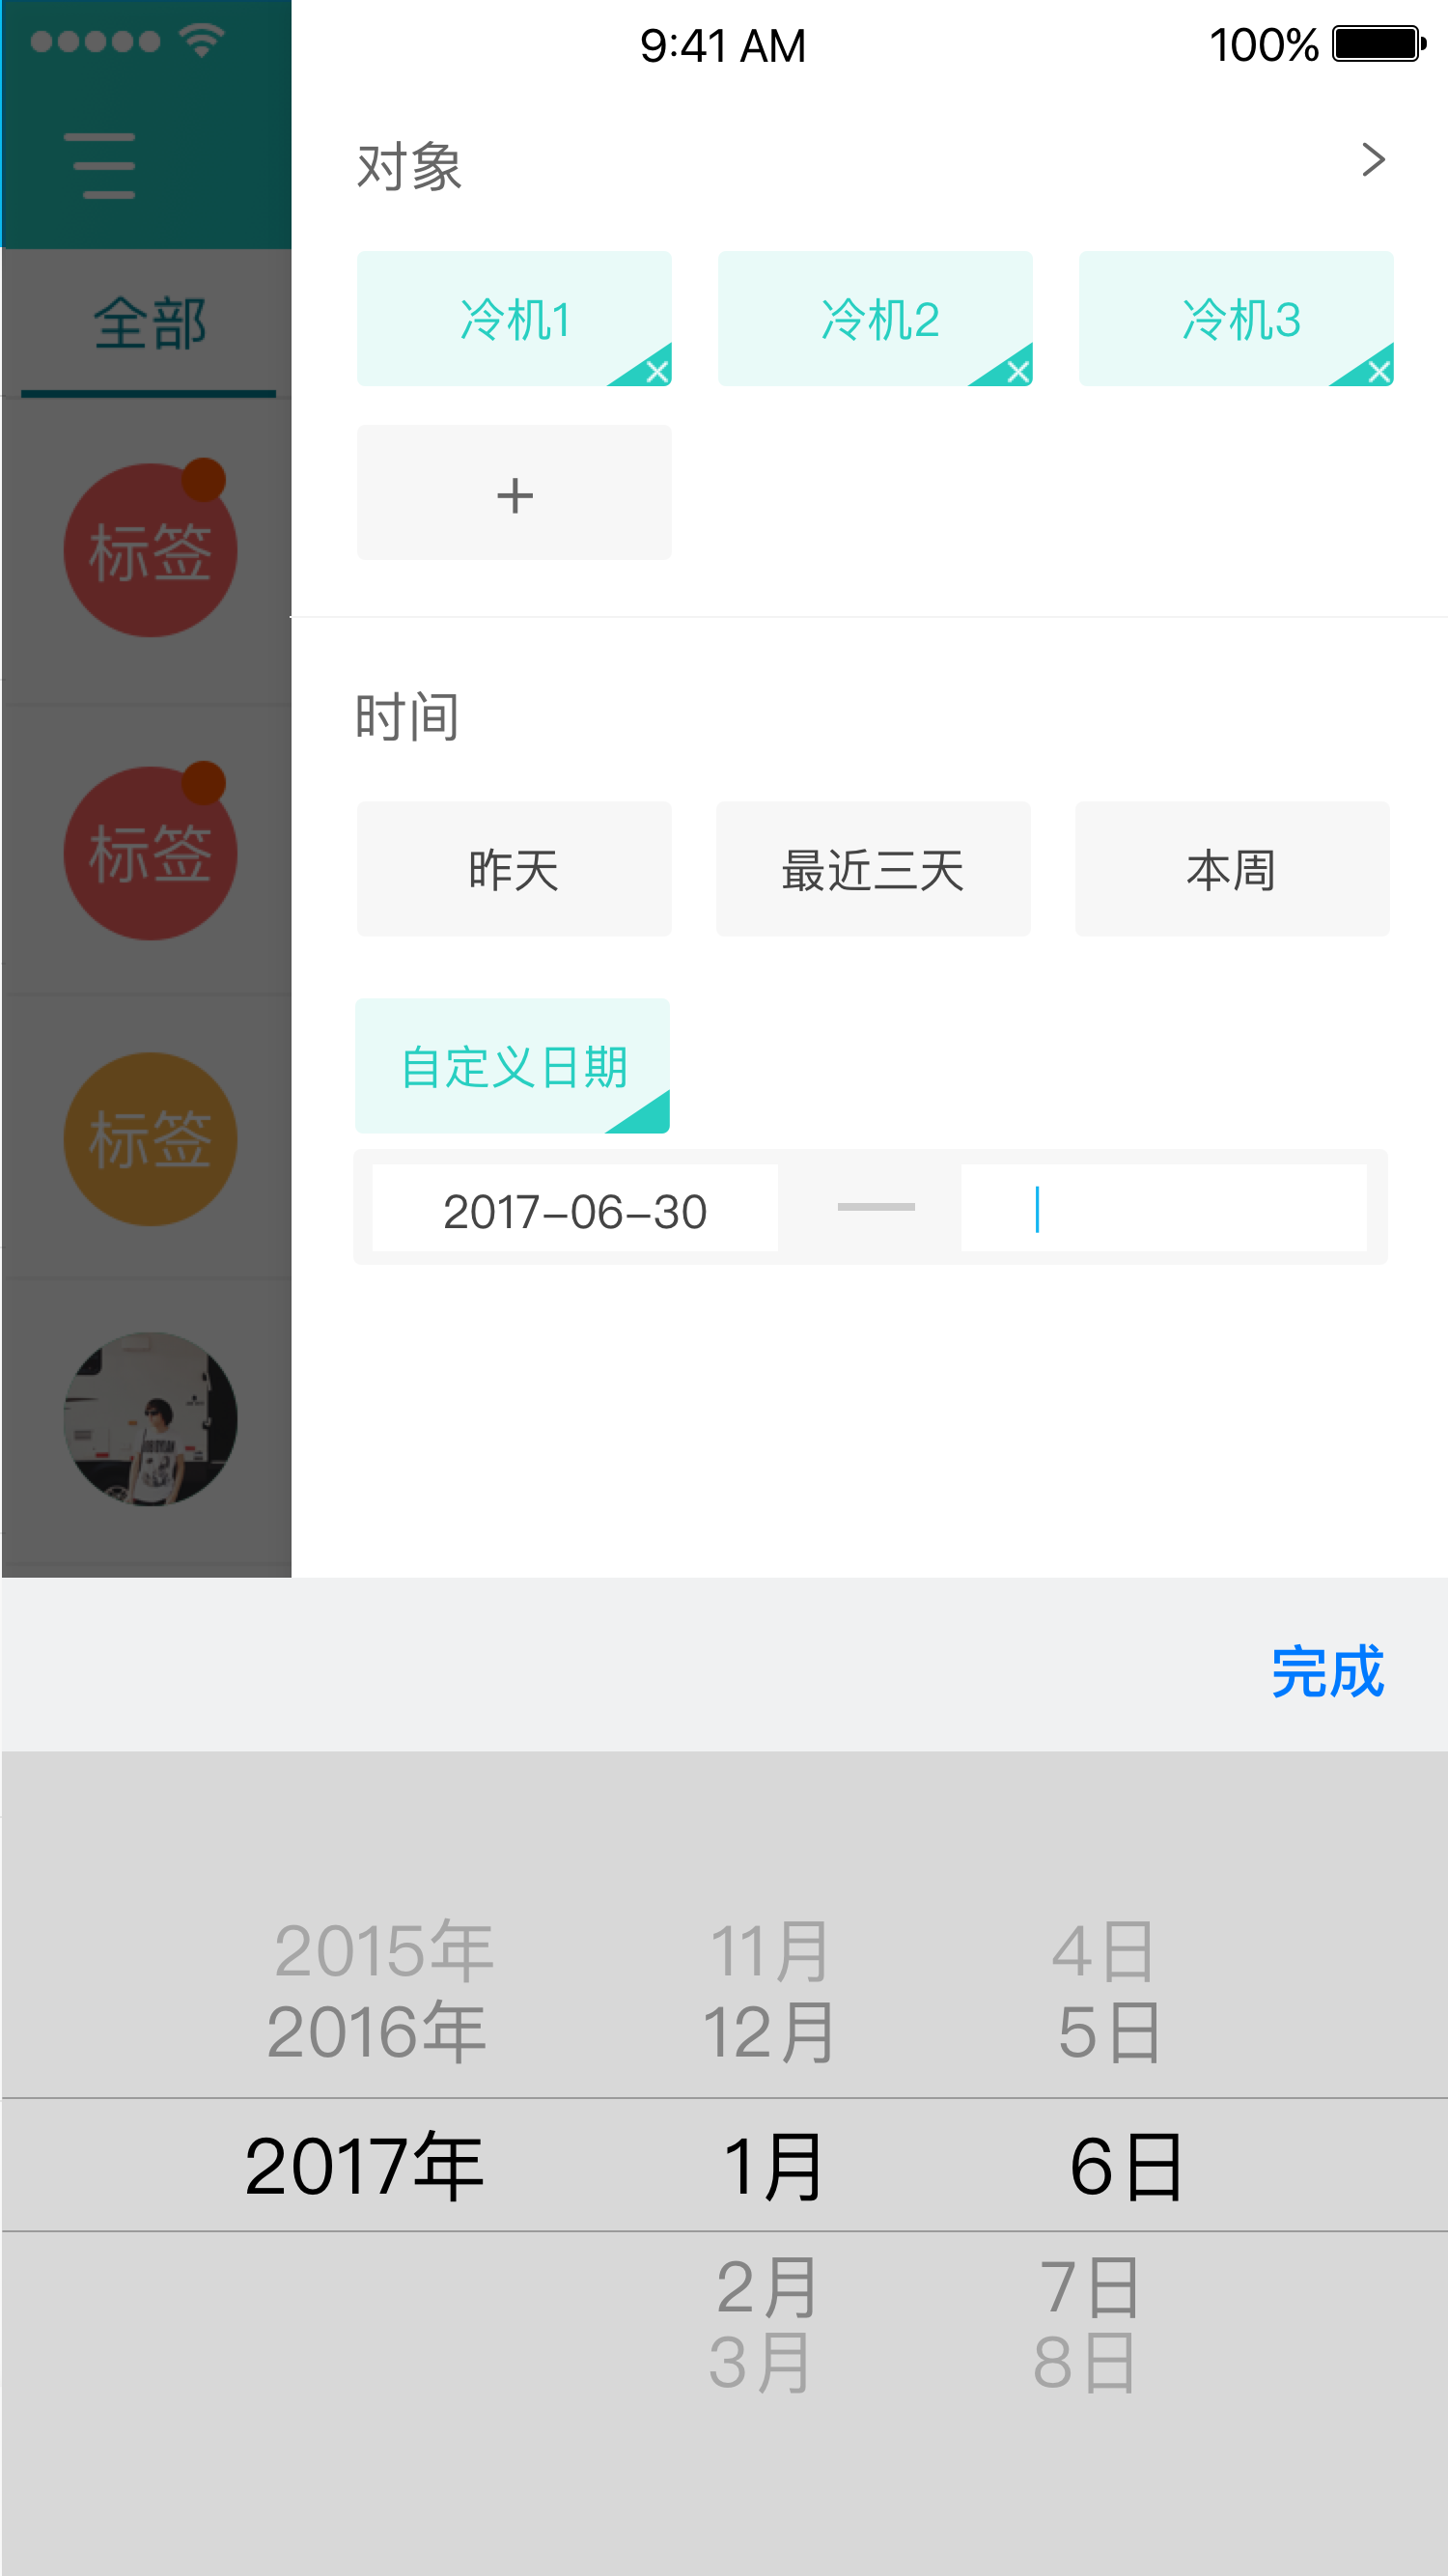 9:41 AM 100%
对象
全部
冷机1 冷机2 冷机3
+
标签
时间
标签
昨天 最近三天 本周
自定义日期
标签
2017-06-30 —
完成
2015年 11月 4日
2016年 12月 5日
2017年 1月 6日
2月 7日
3月 8日